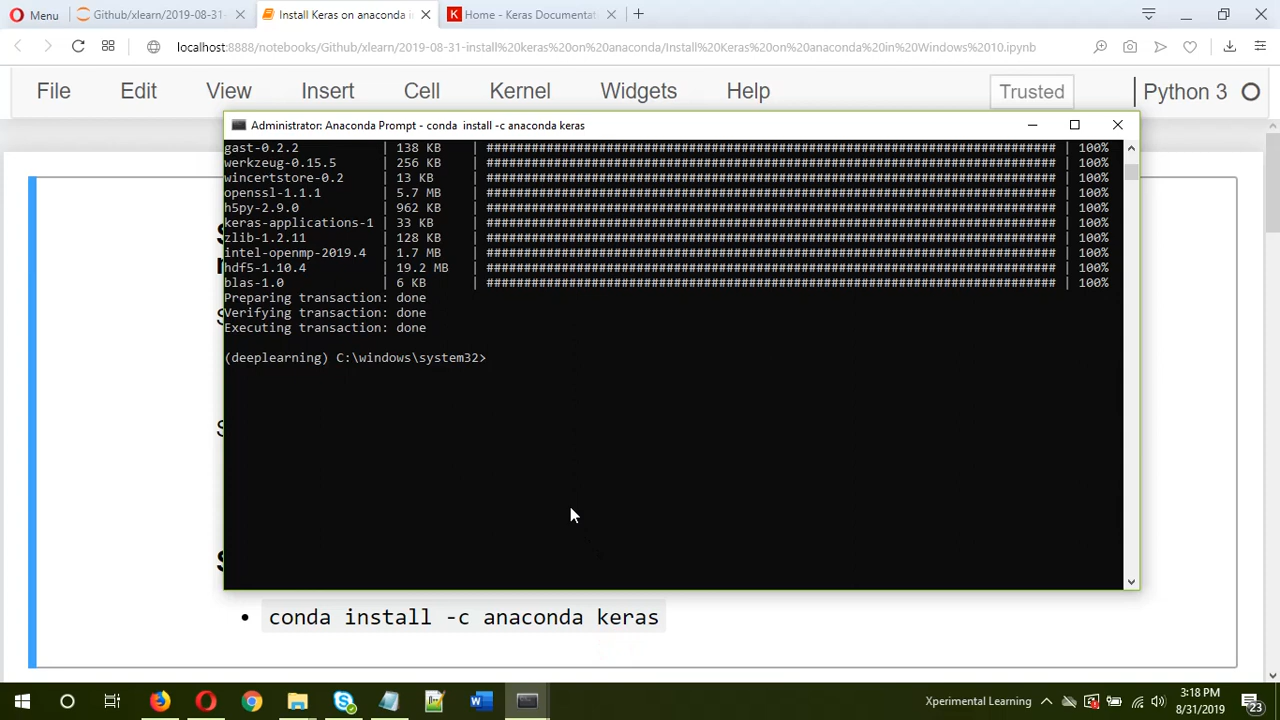 Menu
Github/xlearn/2019-08-31-
Install Keras on anaconda i
Home - Keras Documentat
localhost:8888/notebooks/Github/xlearn/2019-08-31-install%20keras%20on%20anaconda/Install%20Keras%20on%20anaconda%20in%20Windows%2010.ipynb
File Edit View Insert Cell Kernel Widgets Help Trusted Python 3
Administrator: Anaconda Prompt - conda install -c anaconda keras
gast-0.2.2 | 138 KB | ############################################################################ | 100%
werkzeug-0.15.5 | 256 KB | ############################################################################ | 100%
wincertstore-0.2 | 13 KB | ############################################################################ | 100%
openssl-1.1.1 | 5.7 MB | ############################################################################ | 100%
h5py-2.9.0 | 962 KB | ############################################################################ | 100%
keras-applications-1 | 33 KB | ############################################################################ | 100%
zlib-1.2.11 | 128 KB | ############################################################################ | 100%
intel-openmp-2019.4 | 1.7 MB | ############################################################################ | 100%
hdf5-1.10.4 | 19.2 MB | ############################################################################ | 100%
blas-1.0 | 6 KB | ############################################################################ | 100%
Preparing transaction: done
Verifying transaction: done
Executing transaction: done
(deeplearning) C:\windows\system32>
• conda install -c anaconda keras
Xperimental Learning
3:18 PM
8/31/2019
23